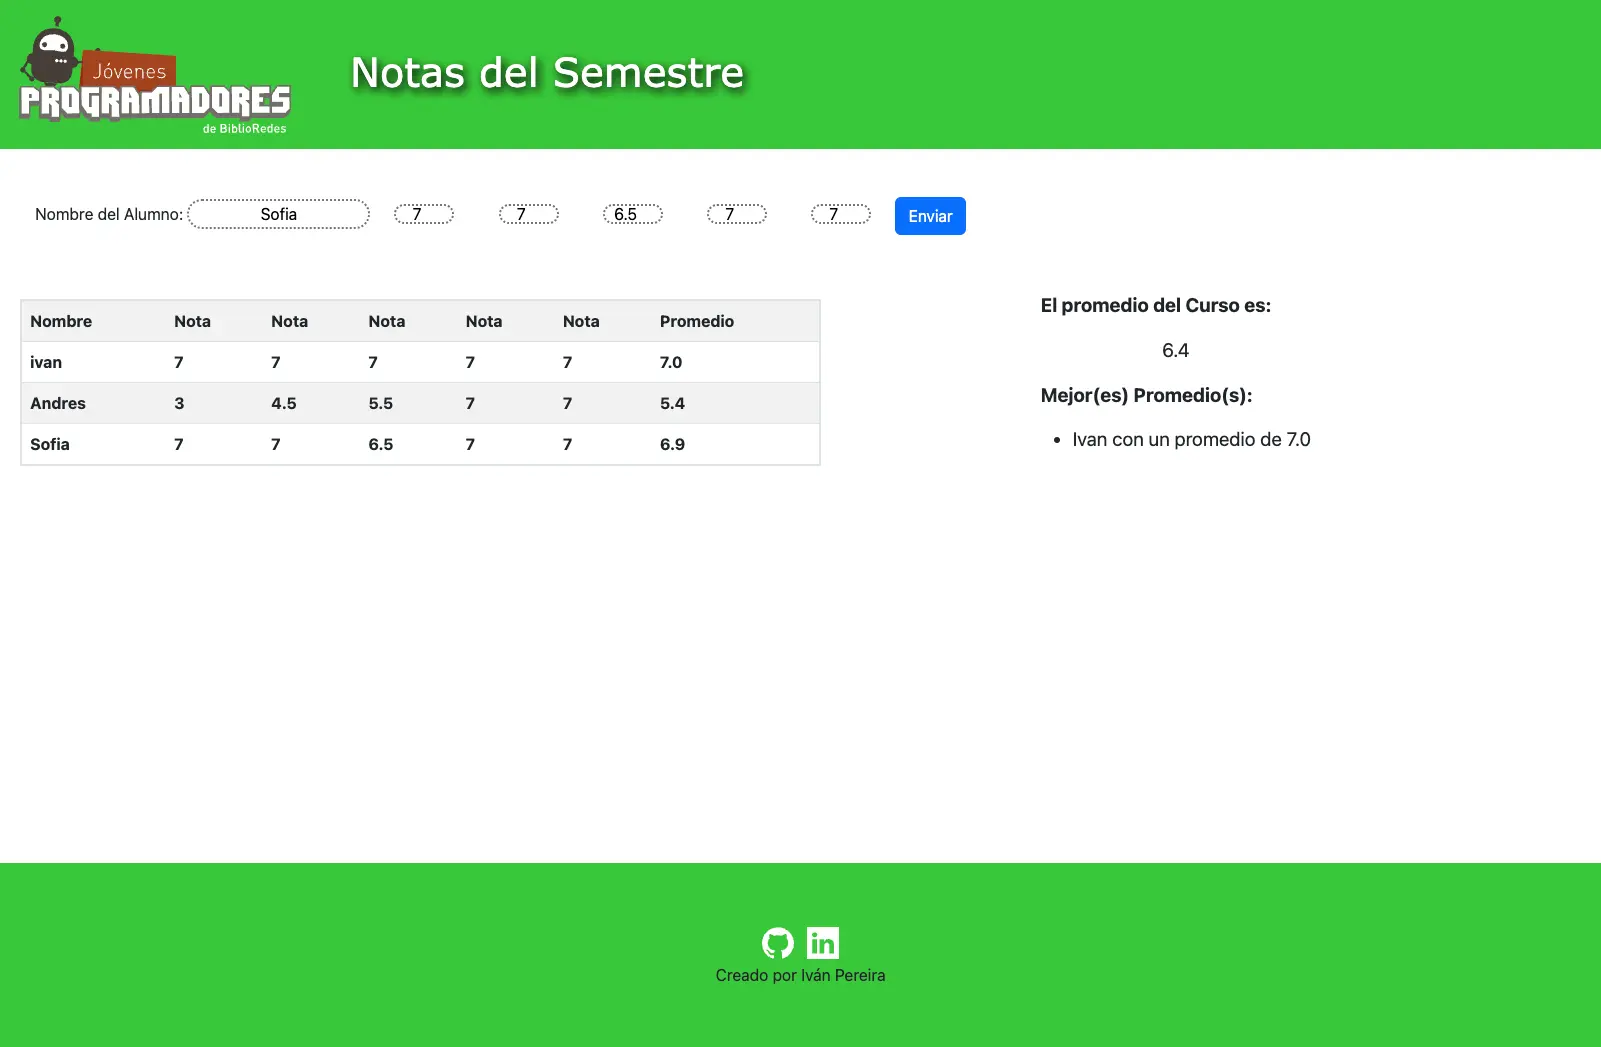 Jóvenes
PROGRAMADORES
de BiblioRedes
Notas del Semestre
Nombre del Alumno: Sofia 7 7 6.5 7 7 Enviar
Nombre Nota Nota Nota Nota Nota Promedio
ivan 7 7 7 7 7 7.0
Andres 3 4.5 5.5 7 7 5.4
Sofia 7 7 6.5 7 7 6.9
El promedio del Curso es:
6.4
Mejor(es) Promedio(s):
• Ivan con un promedio de 7.0
in
Creado por Iván Pereira